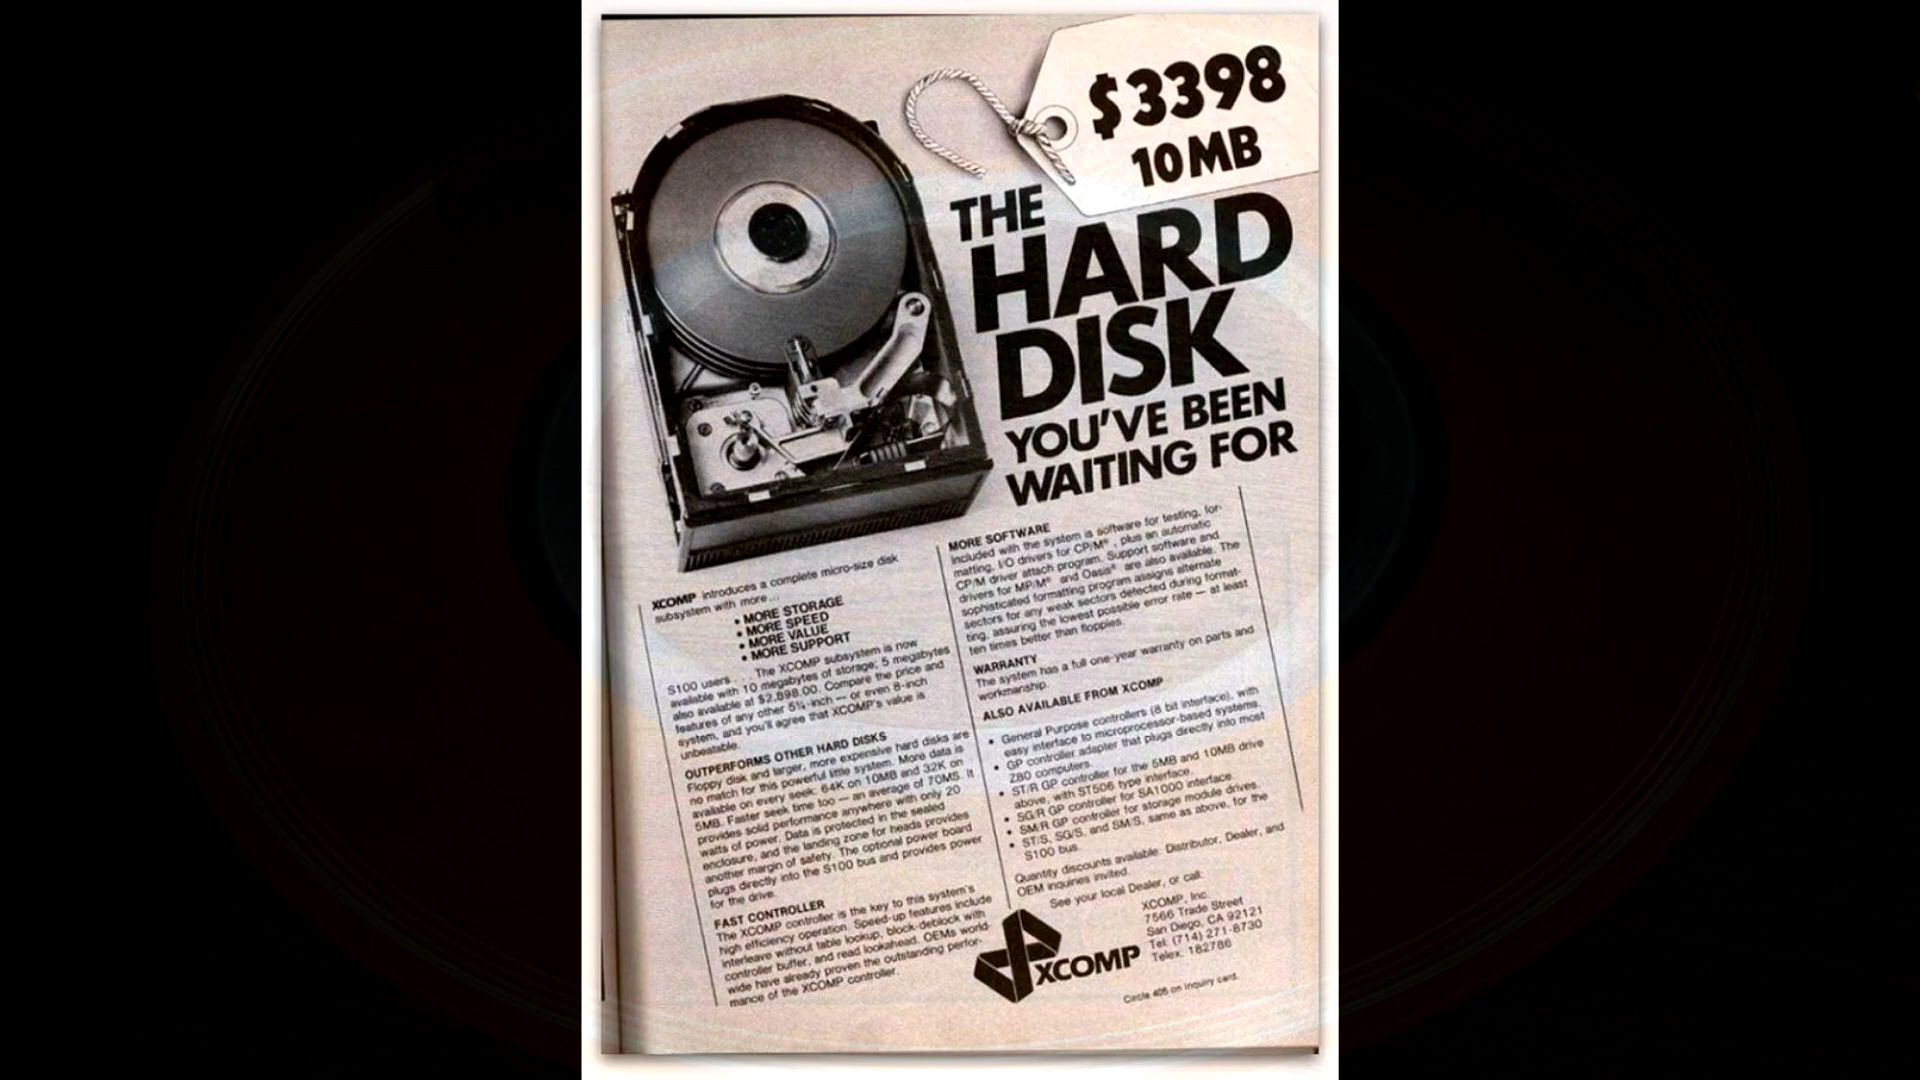 $3398
10MB
THE
HARD
DISK
YOU'VE BEEN
WAITING FOR
XCOMP introduces a complete micro-size disk
subsystem with more...
• MORE STORAGE
• MORE SPEED
• MORE VALUE
• MORE SUPPORT
S100 users . . . The XCOMP subsystem is now
available with 10 megabytes of storage; 5 megabytes
also available at $2,898.00. Compare the price and
features of any other 5¼-inch — or even 8-inch
system, and you'll agree that XCOMP's value is
unbeatable.
OUTPERFORMS OTHER HARD DISKS
Floppy disk and larger, more expensive hard disks are
no match for this powerful little system. More data is
available on every seek: 64K on 10MB and 32K on
5MB. Faster seek time too — an average of 70MS. It
provides solid performance anywhere with only 20
watts of power. Data is protected in the sealed
enclosure, and the landing zone for heads provides
another margin of safety. The optional power board
plugs directly into the S100 bus and provides power
for the drive.
FAST CONTROLLER
The XCOMP controller is the key to this system's
high efficiency operation. Speed-up features include
interleave without table lookup, block-deblock with
controller buffer, and read lookahead. OEMs world-
wide have already proven the outstanding perfor-
mance of the XCOMP controller.
MORE SOFTWARE
Included with the system is software for testing, for-
matting, I/O drivers for CP/M®, plus an automatic
CP/M driver attach program. Support software and
drivers for MP/M® and Oasis® are also available. The
sophisticated formatting program assigns alternate
sectors for any weak sectors detected during format-
ting, assuring the lowest possible error rate — at least
ten times better than floppies.
WARRANTY
The system has a full one-year warranty on parts and
workmanship.
ALSO AVAILABLE FROM XCOMP
• General Purpose controllers (8 bit interface), with
easy interface to microprocessor-based systems.
• GP controller adapter that plugs directly into most
Z80 computers.
• ST/R GP controller for the 5MB and 10MB drive
above, with ST506 type interface.
• SG/R GP controller for SA1000 interface.
• SM/R GP controller for storage module drives.
• ST/S, SG/S, and SM/S, same as above, for the
S100 bus.
Quantity discounts available. Distributor, Dealer, and
OEM inquiries invited.
See your local Dealer, or call:
XCOMP, Inc.
7566 Trade Street
San Diego, CA 92121
Tel: (714) 271-8730
Telex: 182786
XCOMP
Circle 405 on inquiry card.